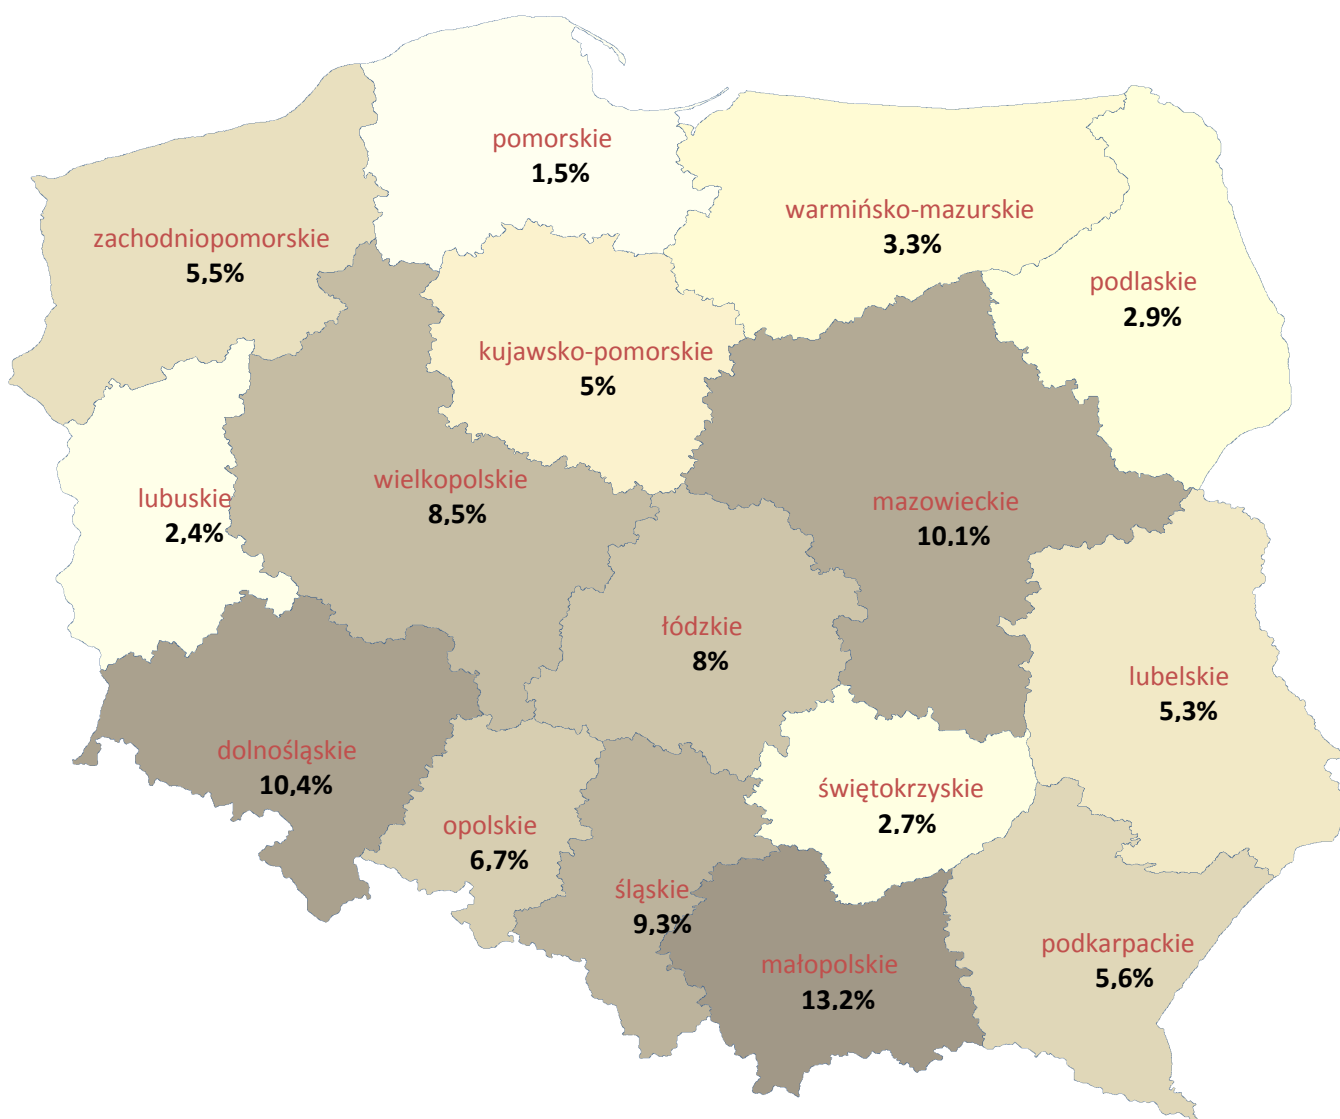 pomorskie
1,5%
warmińsko-mazurskie
3,3%
zachodniopomorskie
5,5%
podlaskie
2,9%
kujawsko-pomorskie
5%
wielkopolskie
8,5%
lubuskie
2,4%
mazowieckie
10,1%
łódzkie
8%
lubelskie
5,3%
dolnośląskie
10,4%
świętokrzyskie
2,7%
opolskie
6,7%
śląskie
9,3%
podkarpackie
5,6%
małopolskie
13,2%